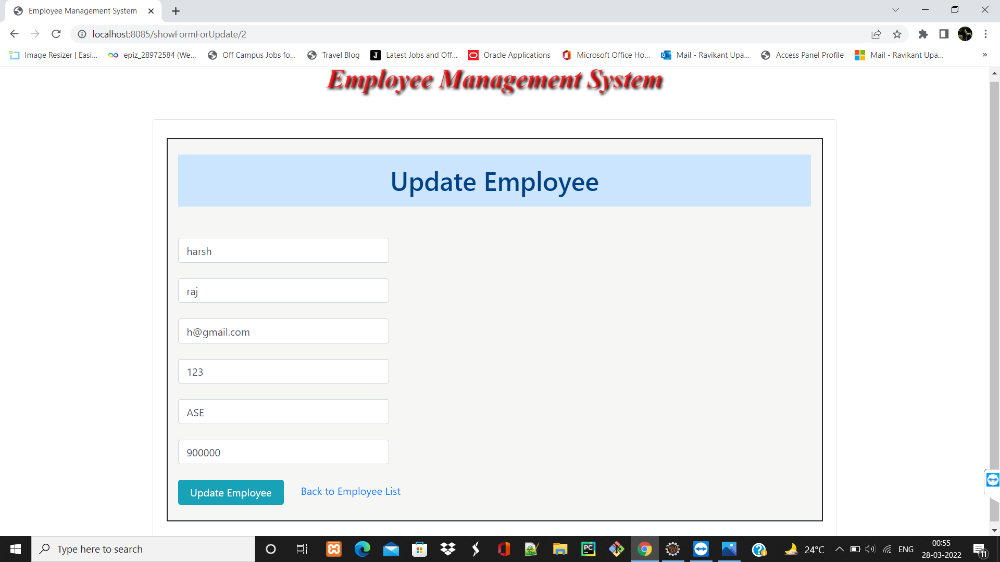 Employee Management System
localhost:8085/showFormForUpdate/2
Image Resizer | Easi... epiz_28972584 (We... Off Campus Jobs fo... Travel Blog Latest Jobs and Off... Oracle Applications Microsoft Office Ho... Mail - Ravikant Upa... Access Panel Profile Mail - Ravikant Upa... »
Employee Management System
Update Employee
harsh
raj
h@gmail.com
123
ASE
900000
Update Employee Back to Employee List
Type here to search
24°C ENG
00:55
28-03-2022
11